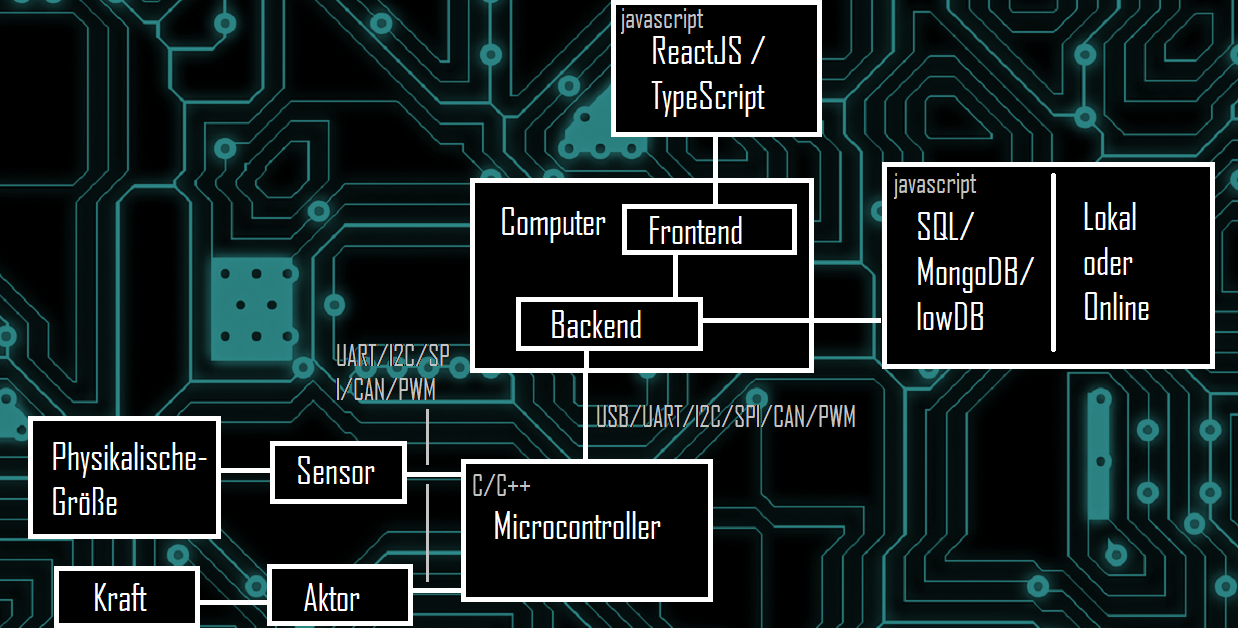 javascript
ReactJS /
TypeScript
Computer
Frontend
Backend
javascript
SQL/
MongoDB/
lowDB
Lokal
oder
Online
UART/I2C/SP
I/CAN/PWM
USB/UART/I2C/SPI/CAN/PWM
Physikalische-
Größe
Sensor
C/C++
Microcontroller
Kraft
Aktor